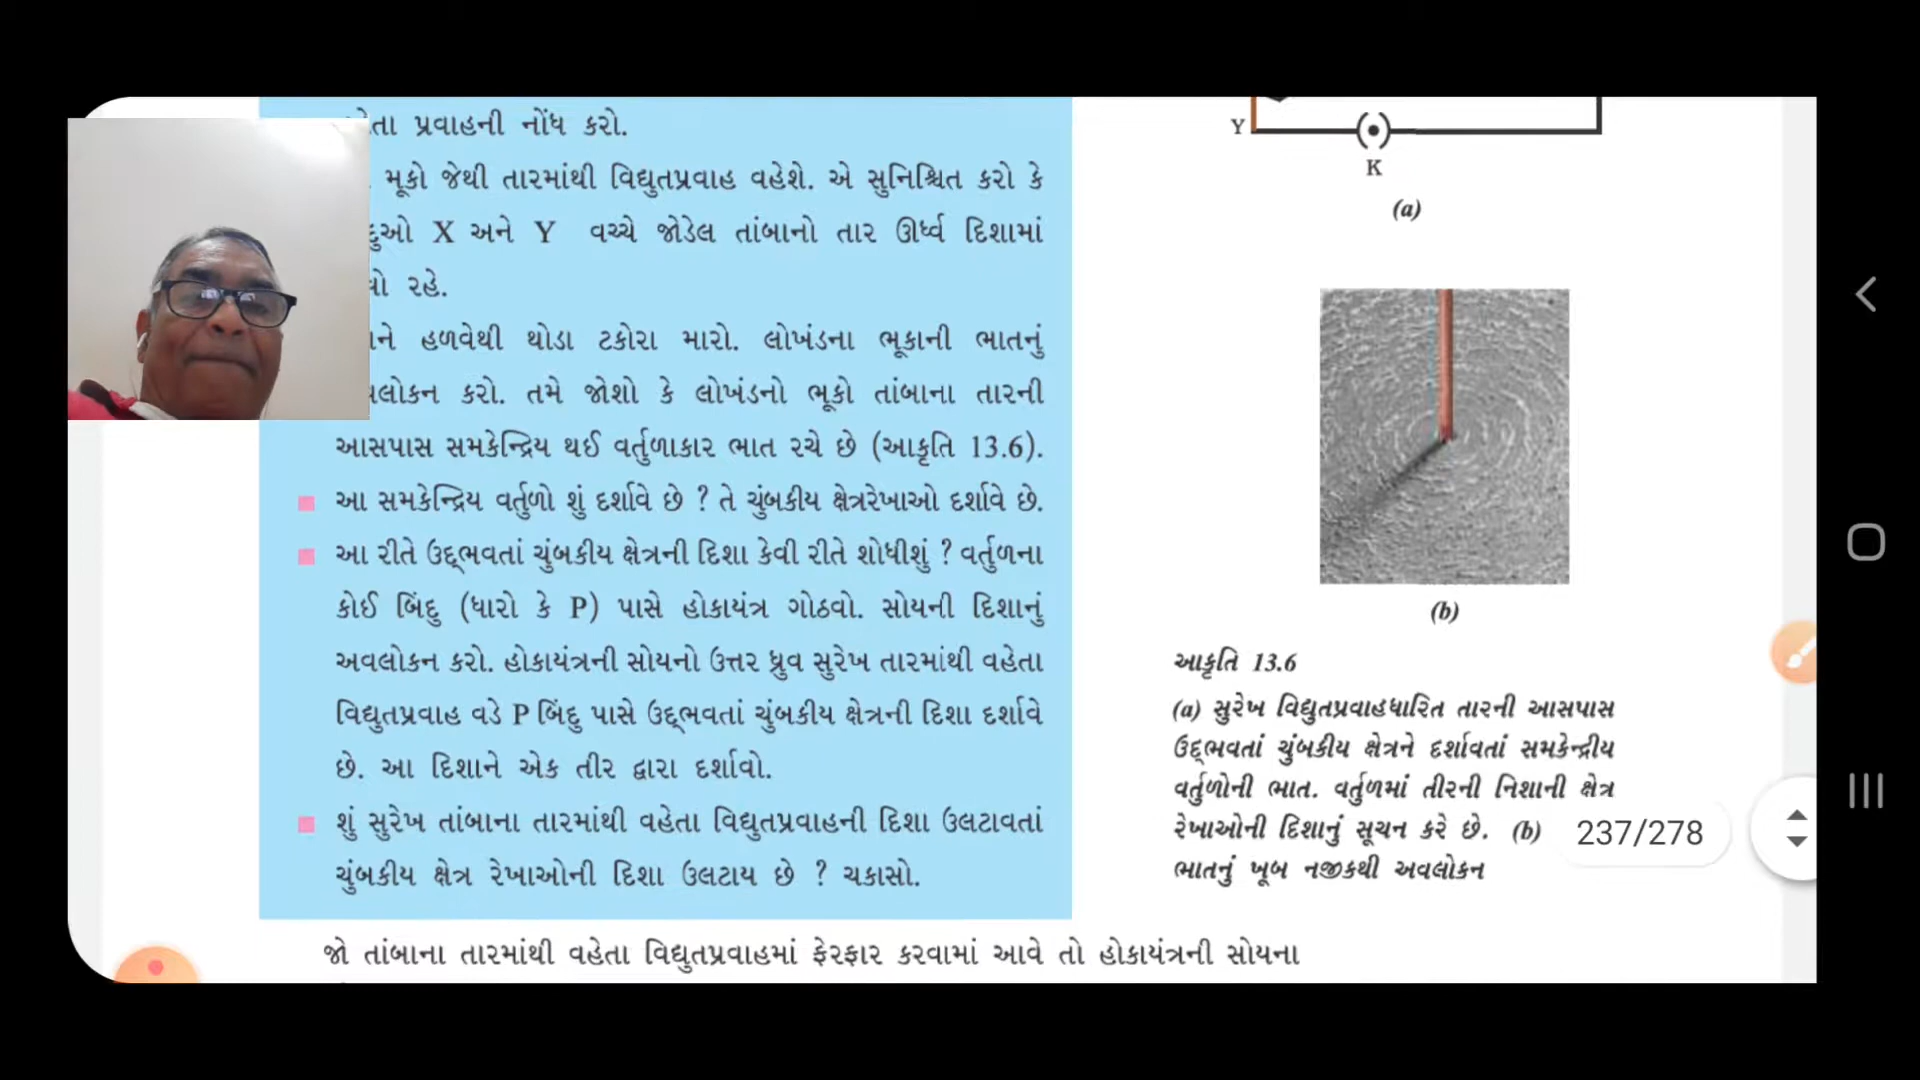 પ્રવાહની નોંધ કરો.
મૂકો જેથી તારમાંથી વિદ્યુતપ્રવાહ વહેશે. એ સુનિશ્ચિત કરો કે
X અને Y વચ્ચે જોડેલ તાંબાનો તાર ઊર્ધ્વ દિશામાં
રહે.
હળવેથી થોડા ટકોરા મારો. લોખંડના ભૂકાની ભાતનું
કરો. તમે જોશો કે લોખંડનો ભૂકો તાંબાના તારની
આસપાસ સમકેન્દ્રિય થઈ વર્તુળાકાર ભાત રચે છે (આકૃતિ 13.6).
આ સમકેન્દ્રિય વર્તુળો શું દર્શાવે છે ? તે ચુંબકીય ક્ષેત્રરેખાઓ દર્શાવે છે.
આ રીતે ઉદ્ભવતાં ચુંબકીય ક્ષેત્રની દિશા કેવી રીતે શોધીશું ? વર્તુળના
કોઈ બિંદુ (ધારો કે P) પાસે હોકાયંત્ર ગોઠવો. સોયની દિશાનું
અવલોકન કરો. હોકાયંત્રની સોયનો ઉત્તર ધ્રુવ સુરેખ તારમાંથી વહેતા
વિદ્યુતપ્રવાહ વડે P બિંદુ પાસે ઉદ્ભવતાં ચુંબકીય ક્ષેત્રની દિશા દર્શાવે
છે. આ દિશાને એક તીર દ્વારા દર્શાવો.
શું સુરેખ તાંબાના તારમાંથી વહેતા વિદ્યુતપ્રવાહની દિશા ઉલટાવતાં
ચુંબકીય ક્ષેત્ર રેખાઓની દિશા ઉલટાય છે ? ચકાસો.
જો તાંબાના તારમાંથી વહેતા વિદ્યુતપ્રવાહમાં ફેરફાર કરવામાં આવે તો હોકાયંત્રની સોયના
Y
K
(a)
(b)
આકૃતિ 13.6
(a) સુરેખ વિદ્યુતપ્રવાહધારિત તારની આસપાસ
ઉદ્ભવતાં ચુંબકીય ક્ષેત્રને દર્શાવતાં સમકેન્દ્રીય
વર્તુળોની ભાત. વર્તુળમાં તીરની નિશાની ક્ષેત્ર
રેખાઓની દિશાનું સૂચન કરે છે. (b)
ભાતનું ખૂબ નજીકથી અવલોકન
237/278